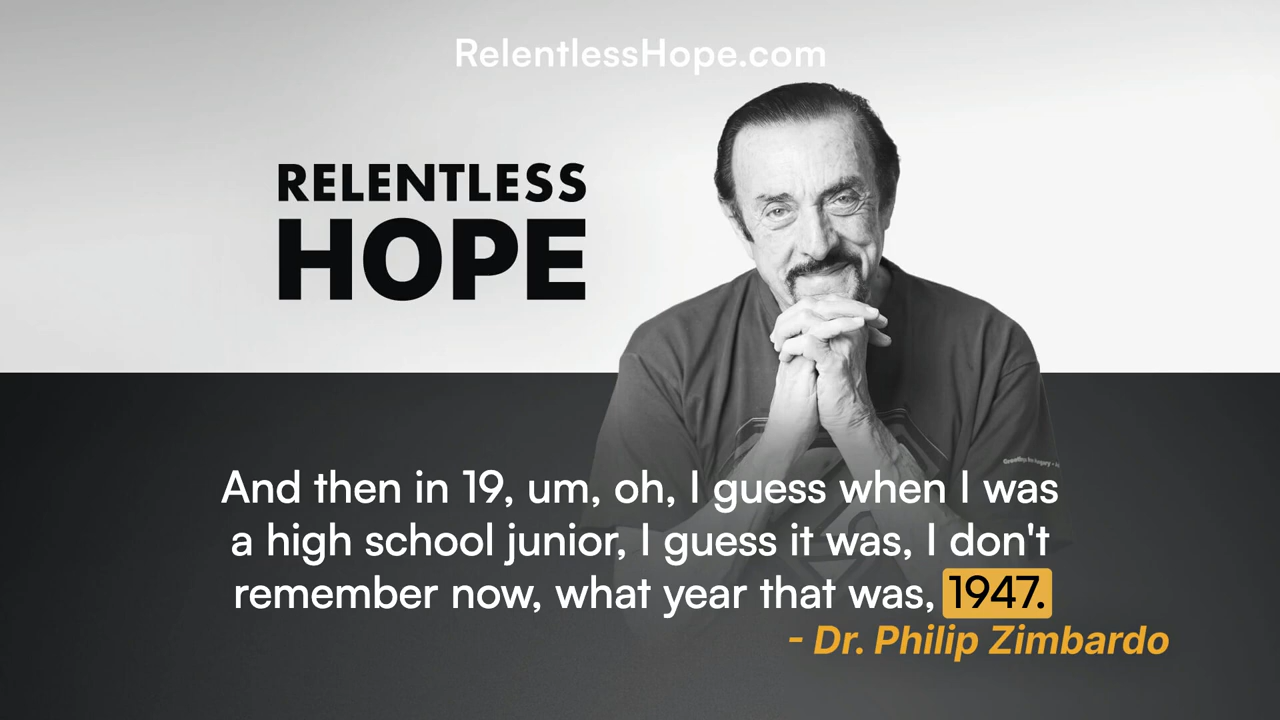 RelentlessHope.com
RELENTLESS
HOPE
And then in 19, um, oh, I guess when I was
a high school junior, I guess it was, I don't
remember now, what year that was, 1947.
- Dr. Philip Zimbardo